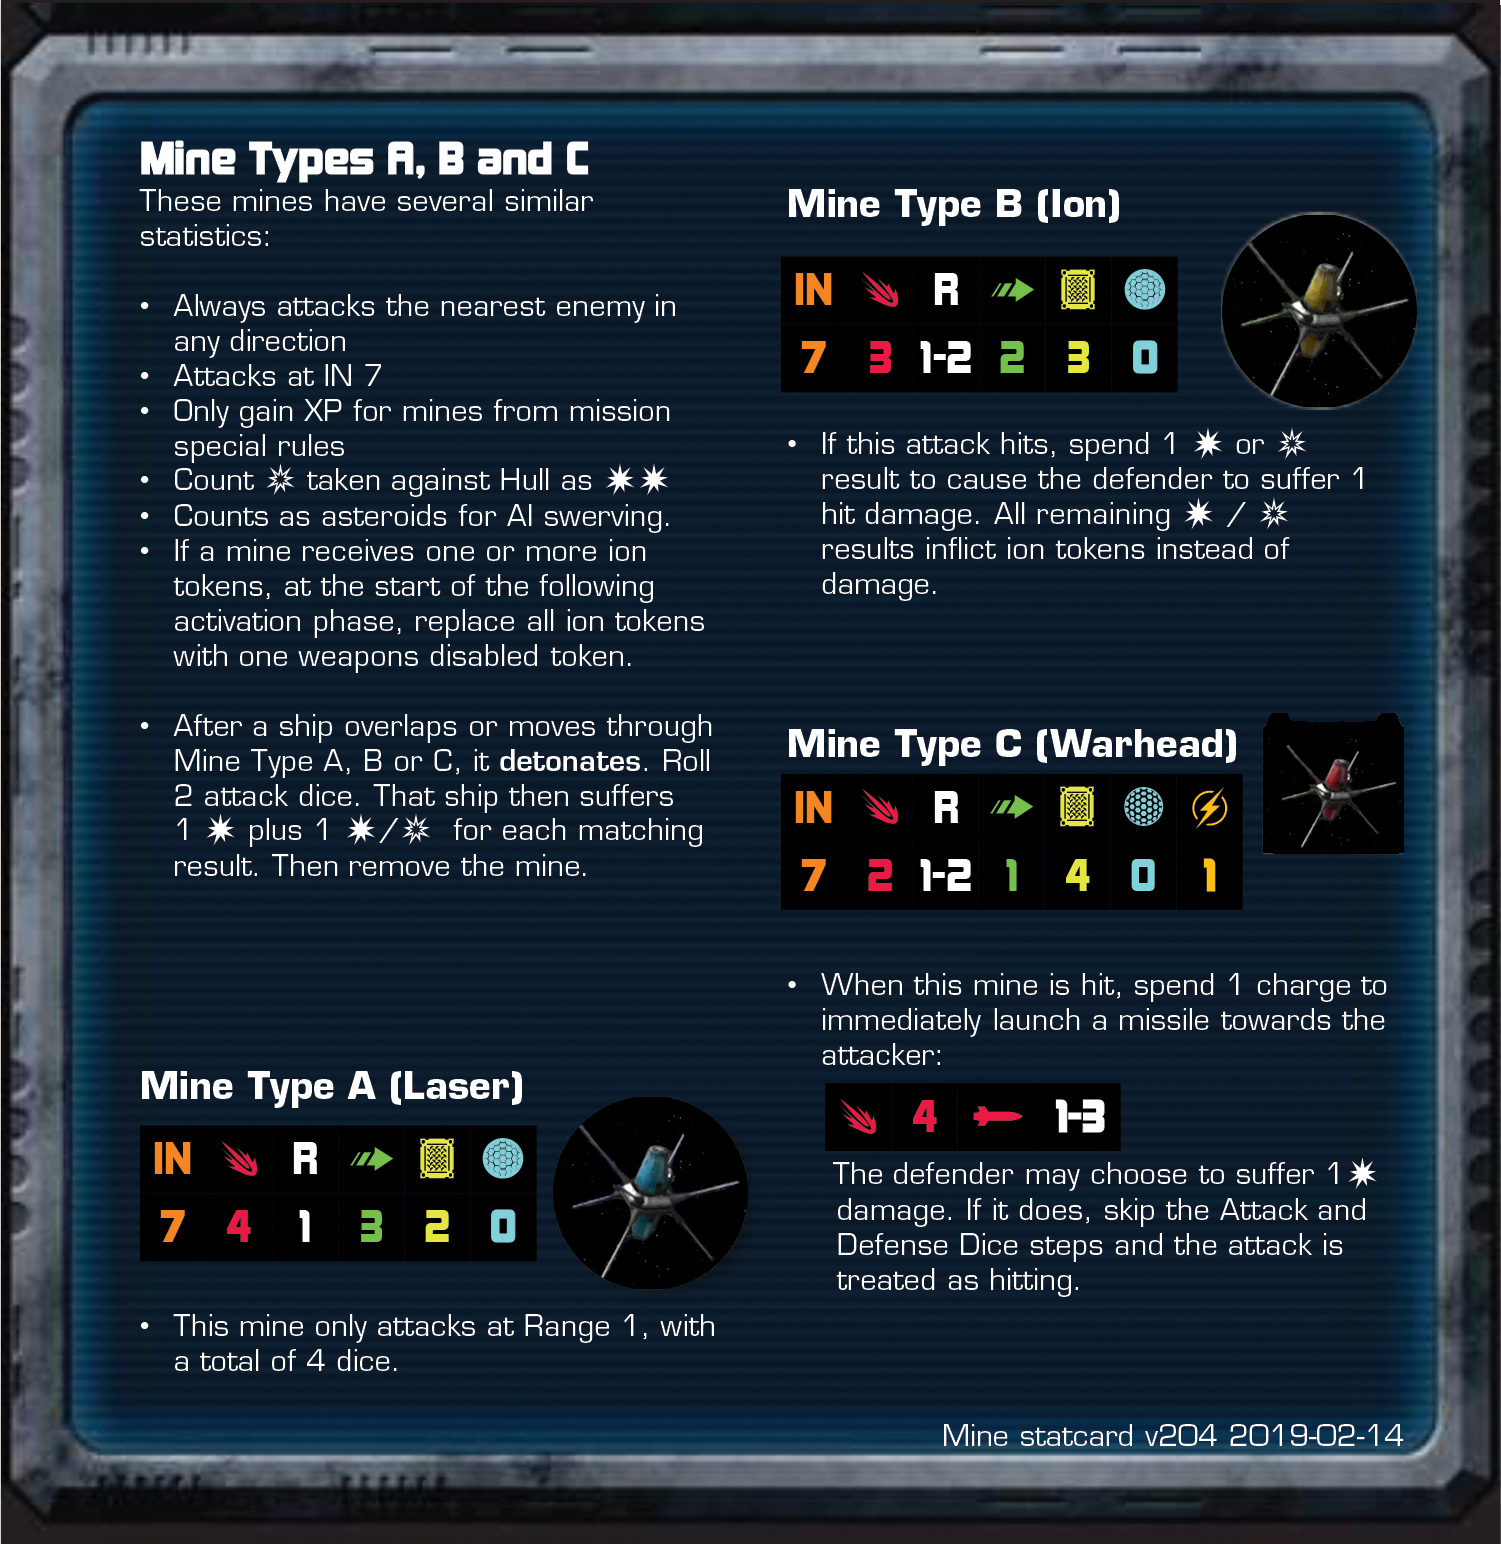 Mine Types A, B and C
These mines have several similar
statistics:
• Always attacks the nearest enemy in
any direction
• Attacks at IN 7
• Only gain XP for mines from mission
special rules
• Count taken against Hull as
• Counts as asteroids for AI swerving.
• If a mine receives one or more ion
tokens, at the start of the following
activation phase, replace all ion tokens
with one weapons disabled token.
• After a ship overlaps or moves through
Mine Type A, B or C, it detonates. Roll
2 attack dice. That ship then suffers
1 plus 1 / for each matching
result. Then remove the mine.
Mine Type A (Laser)
IN R
7 4 1 3 2 0
• This mine only attacks at Range 1, with
a total of 4 dice.
Mine Type B (Ion)
IN R
7 3 1-2 2 3 0
• If this attack hits, spend 1 or
result to cause the defender to suffer 1
hit damage. All remaining /
results inflict ion tokens instead of
damage.
Mine Type C (Warhead)
IN R
7 2 1-2 1 4 0 1
• When this mine is hit, spend 1 charge to
immediately launch a missile towards the
attacker:
4 1-3
The defender may choose to suffer 1
damage. If it does, skip the Attack and
Defense Dice steps and the attack is
treated as hitting.
Mine statcard v204 2019-02-14